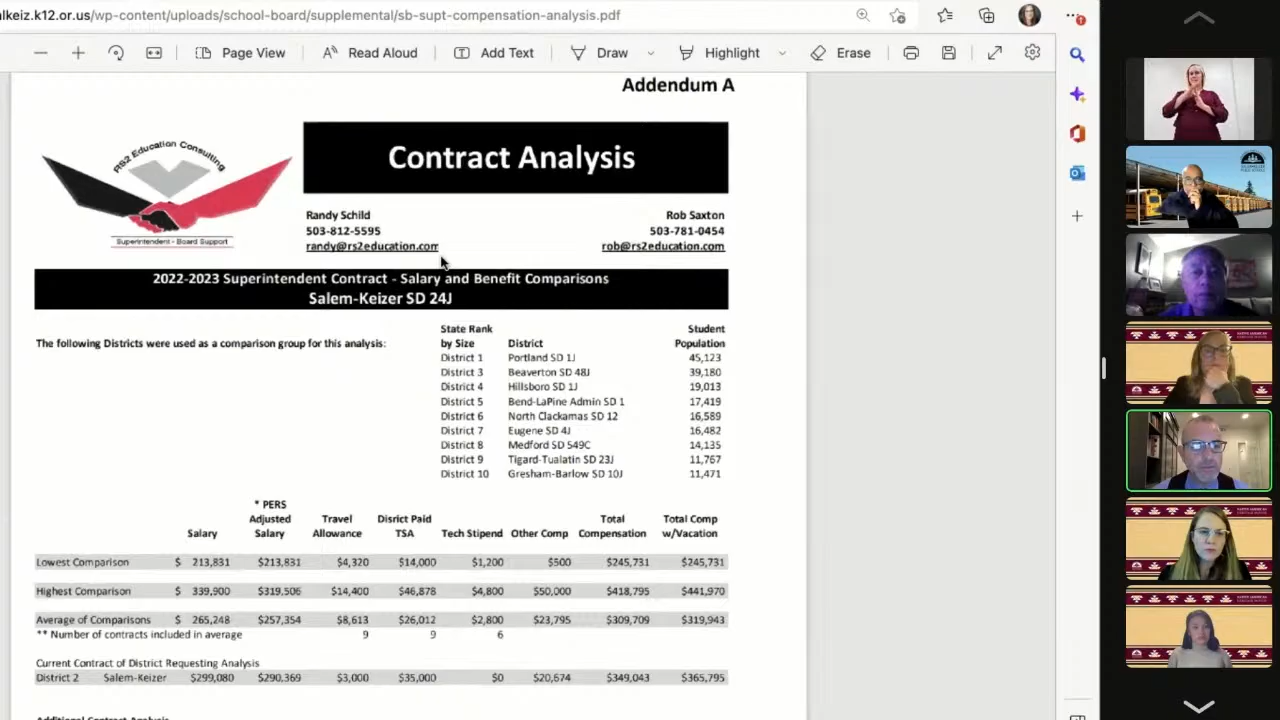 alkeiz.k12.or.us/wp-content/uploads/school-board/supplemental/sb-supt-compensation-analysis.pdf
Page View
Read Aloud
Add Text
Draw
Highlight
Erase
Addendum A
RS2 Education Consulting
Superintendent - Board Support
Contract Analysis
Randy Schild Rob Saxton
503-812-5595 503-781-0454
randy@rs2education.com rob@rs2education.com
2022-2023 Superintendent Contract - Salary and Benefit Comparisons
Salem-Keizer SD 24J
The following Districts were used as a comparison group for this analysis:
State Rank Student
by Size District Population
District 1 Portland SD 1J 45,123
District 3 Beaverton SD 48J 39,180
District 4 Hillsboro SD 1J 19,013
District 5 Bend-LaPine Admin SD 1 17,419
District 6 North Clackamas SD 12 16,589
District 7 Eugene SD 4J 16,482
District 8 Medford SD 549C 14,135
District 9 Tigard-Tualatin SD 23J 11,767
District 10 Gresham-Barlow SD 10J 11,471
* PERS
Adjusted Travel Disrict Paid Total Total Comp
Salary Salary Allowance TSA Tech Stipend Other Comp Compensation w/Vacation
Lowest Comparison $ 213,831 $213,831 $4,320 $14,000 $1,200 $500 $245,731 $245,731
Highest Comparison $ 339,900 $319,506 $14,400 $46,878 $4,800 $50,000 $418,795 $441,970
Average of Comparisons $ 265,248 $257,354 $8,613 $26,012 $2,800 $23,795 $309,709 $319,943
** Number of contracts included in average 9 9 6
Current Contract of District Requesting Analysis
District 2 Salem-Keizer $299,080 $290,369 $3,000 $35,000 $0 $20,674 $349,043 $365,795
Additional Contract Analysis